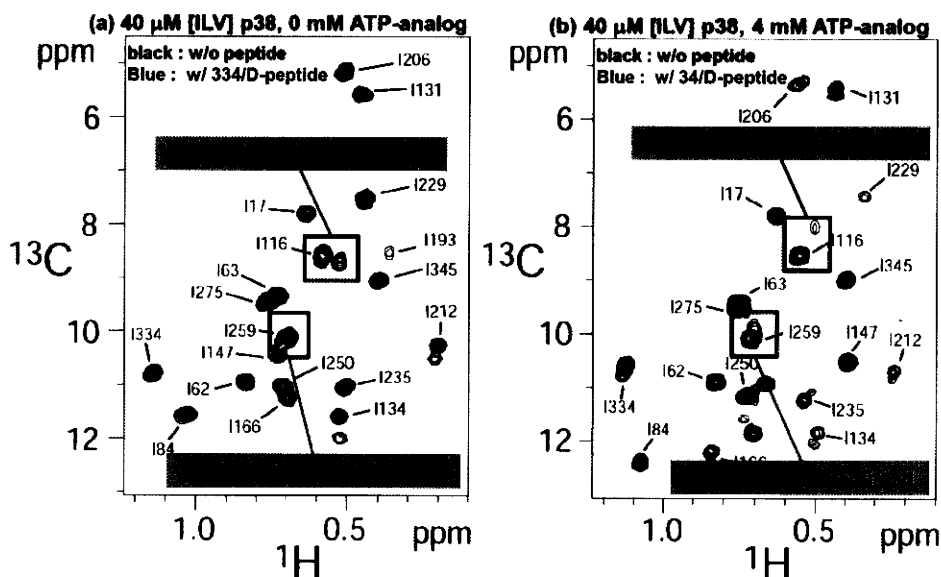 (a) 40 μM [ILV] p38, 0 mM ATP-analog
black : w/o peptide
Blue : w/ 334/D-peptide
ppm
I206
I131
6
I229
I17
8
13C
I116
I193
I63
I345
I275
10
I259
I212
I334
I147
I250
I62
I235
I166
I134
I84
12
1.0
0.5
ppm
1H
(b) 40 μM [ILV] p38, 4 mM ATP-analog
black : w/o peptide
Blue : w/ 34/D-peptide
ppm
I131
I206
6
I229
I17
8
13C
I116
I63
I345
I275
10
I259
I147
I212
I250
I62
I334
I235
I84
I134
12
I166
1.0
0.5
ppm
1H